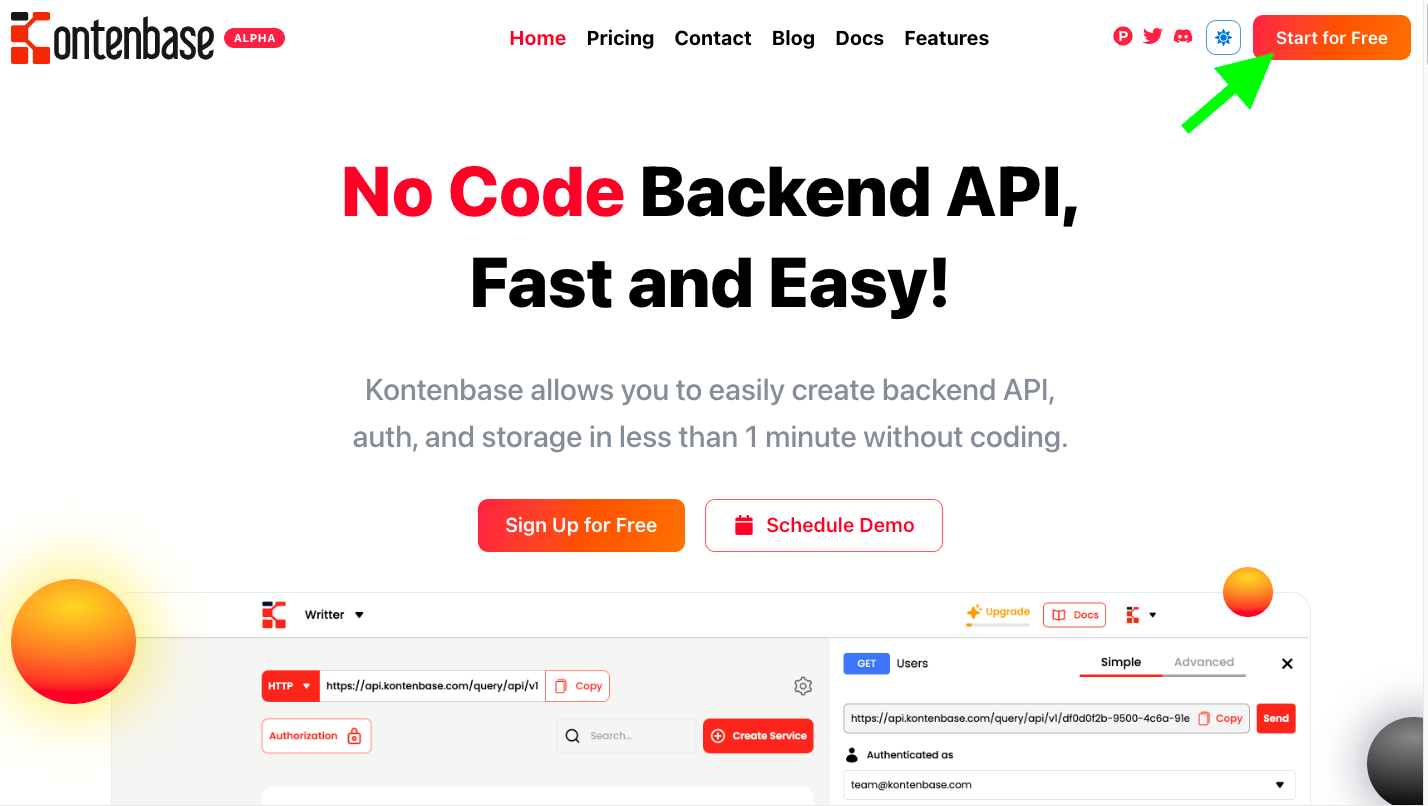 Kontenbase ALPHA
Home Pricing Contact Blog Docs Features
Start for Free
No Code Backend API,
Fast and Easy!
Kontenbase allows you to easily create backend API,
auth, and storage in less than 1 minute without coding.
Sign Up for Free
Schedule Demo
Writter
Upgrade
Docs
GET Users
Simple Advanced
HTTP https://api.kontenbase.com/query/api/v1 Copy
https://api.kontenbase.com/query/api/v1/df0d0f2b-9500-4c6a-91e Copy Send
Authorization
Search...
Create Service
Authenticated as
team@kontenbase.com